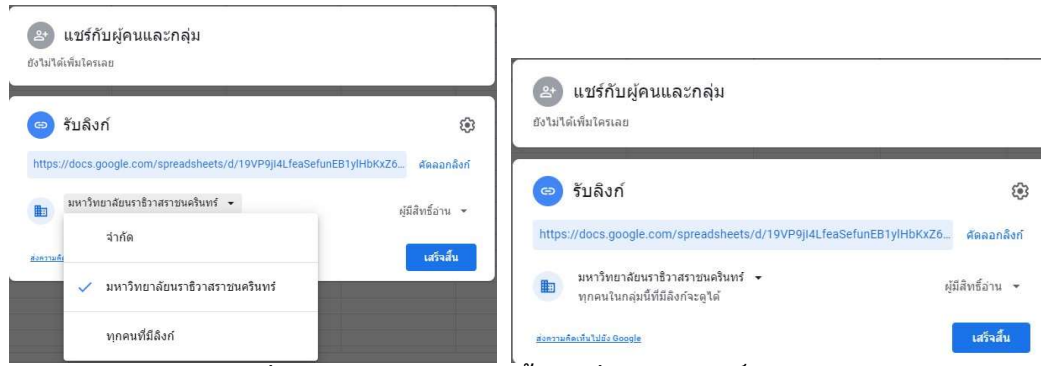 แชร์กับผู้คนและกลุ่ม
ยังไม่ได้เพิ่มใครเลย
รับลิงก์
https://docs.google.com/spreadsheets/d/19VP9jI4LfeaSefunEB1ylHbKxZ6... คัดลอกลิงก์
มหาวิทยาลัยนราธิวาสราชนครินทร์ ผู้มีสิทธิ์อ่าน
จำกัด
เสร็จสิ้น
มหาวิทยาลัยนราธิวาสราชนครินทร์
ทุกคนที่มีลิงก์
แชร์กับผู้คนและกลุ่ม
ยังไม่ได้เพิ่มใครเลย
รับลิงก์
https://docs.google.com/spreadsheets/d/19VP9jI4LfeaSefunEB1ylHbKxZ6... คัดลอกลิงก์
มหาวิทยาลัยนราธิวาสราชนครินทร์
ทุกคนในกลุ่มนี้ที่มีลิงก์จะดูได้ ผู้มีสิทธิ์อ่าน
ส่งความคิดเห็นไปยัง Google เสร็จสิ้น